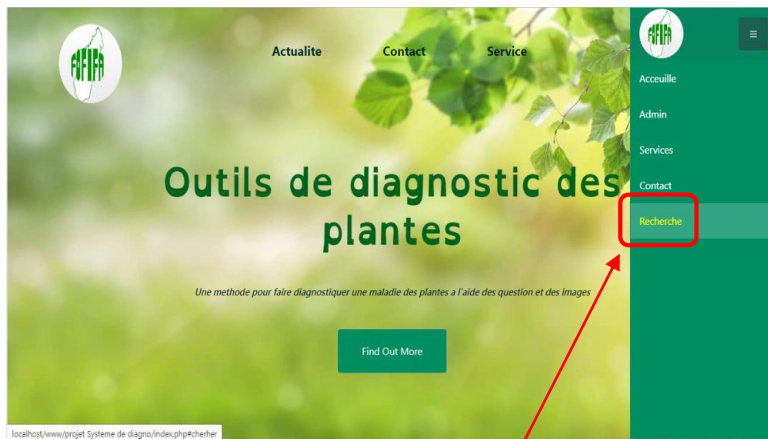 FOFIFA
Actualite Contact Service
Outils de diagnostic des
plantes
Une methode pour faire diagnostiquer une maladie des plantes a l'aide des question et des images
Find Out More
localhost/www/projet Systeme de diagno/index.php#cherher
FOFIFA
☰
Acceuille
Admin
Services
Contact
Recherche